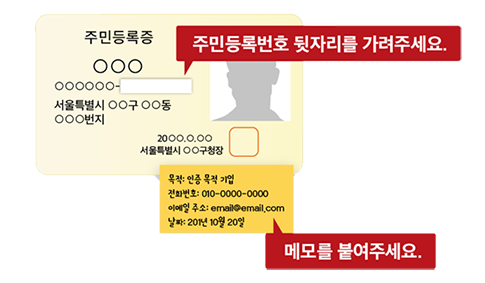 주민등록증
주민등록번호 뒷자리를 가려주세요.
○○○
○○○○○○-
서울특별시 ○○구 ○○동
○○○번지
20○○.○.○○
서울특별시 ○○구청장
목적: 인증 목적 기입
전화번호: 010-0000-0000
이메일 주소: email@email.com
날짜: 201년 10월 20일
메모를 붙여주세요.